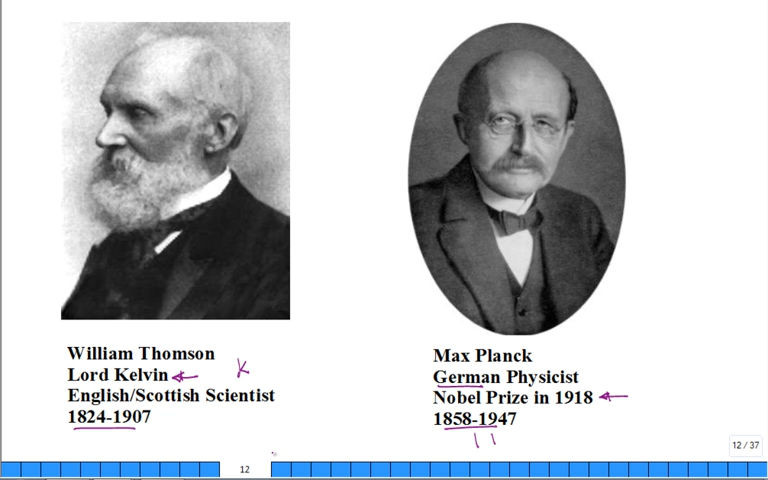 William Thomson
Lord Kelvin
K
English/Scottish Scientist
1824-1907
Max Planck
German Physicist
Nobel Prize in 1918
1858-1947
12 / 37
12